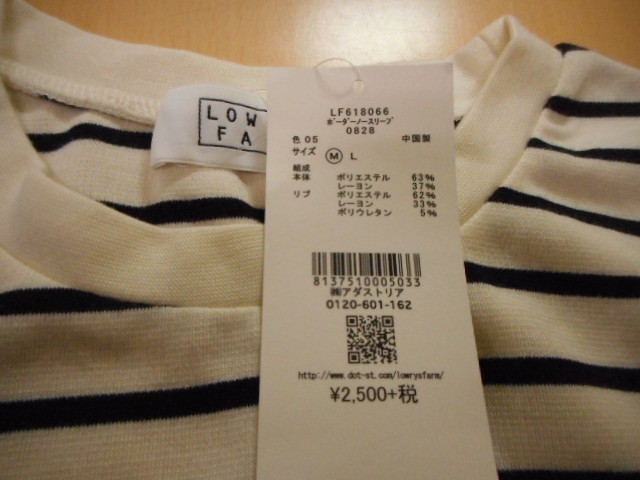 LOW
FA
LF618066
ﾎﾞｰﾀﾞｰﾉｰｽﾘｰﾌﾞ
0828
色 05 中国製
サイズ Ⓜ L
組成
本体 ポリエステル 63%
レーヨン 37%
リブ ポリエステル 62%
レーヨン 33%
ポリウレタン 5%
8137510005033
㈱アダストリア
0120-601-162
http://www.dot-st.com/lowrysfarm/
¥2,500+税